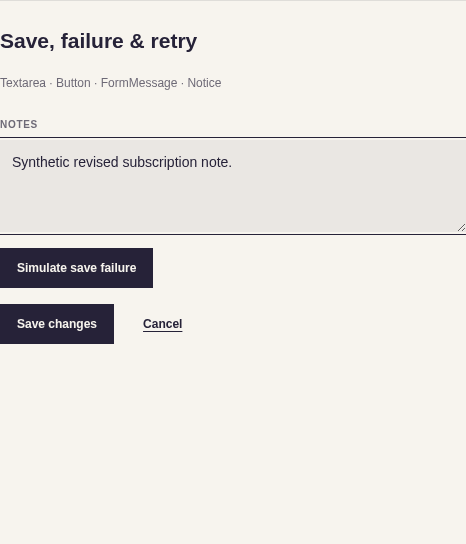 Save, failure & retry
Textarea · Button · FormMessage · Notice
NOTES
Synthetic revised subscription note.
Simulate save failure
Save changes Cancel